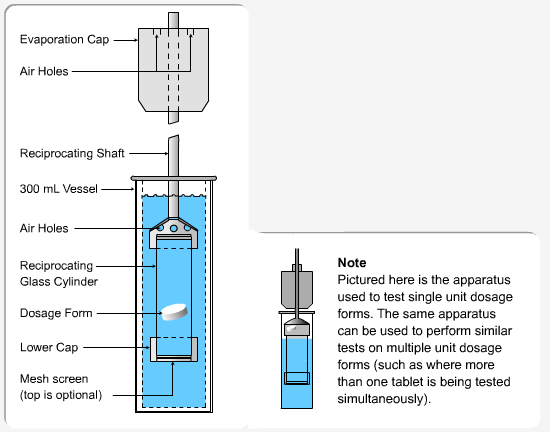 Evaporation Cap
Air Holes
Reciprocating Shaft
300 mL Vessel
Air Holes
Reciprocating
Glass Cylinder
Dosage Form
Lower Cap
Mesh screen
(top is optional)
Note
Pictured here is the apparatus
used to test single unit dosage
forms. The same apparatus
can be used to perform similar
tests on multiple unit dosage
forms (such as where more
than one tablet is being tested
simultaneously).